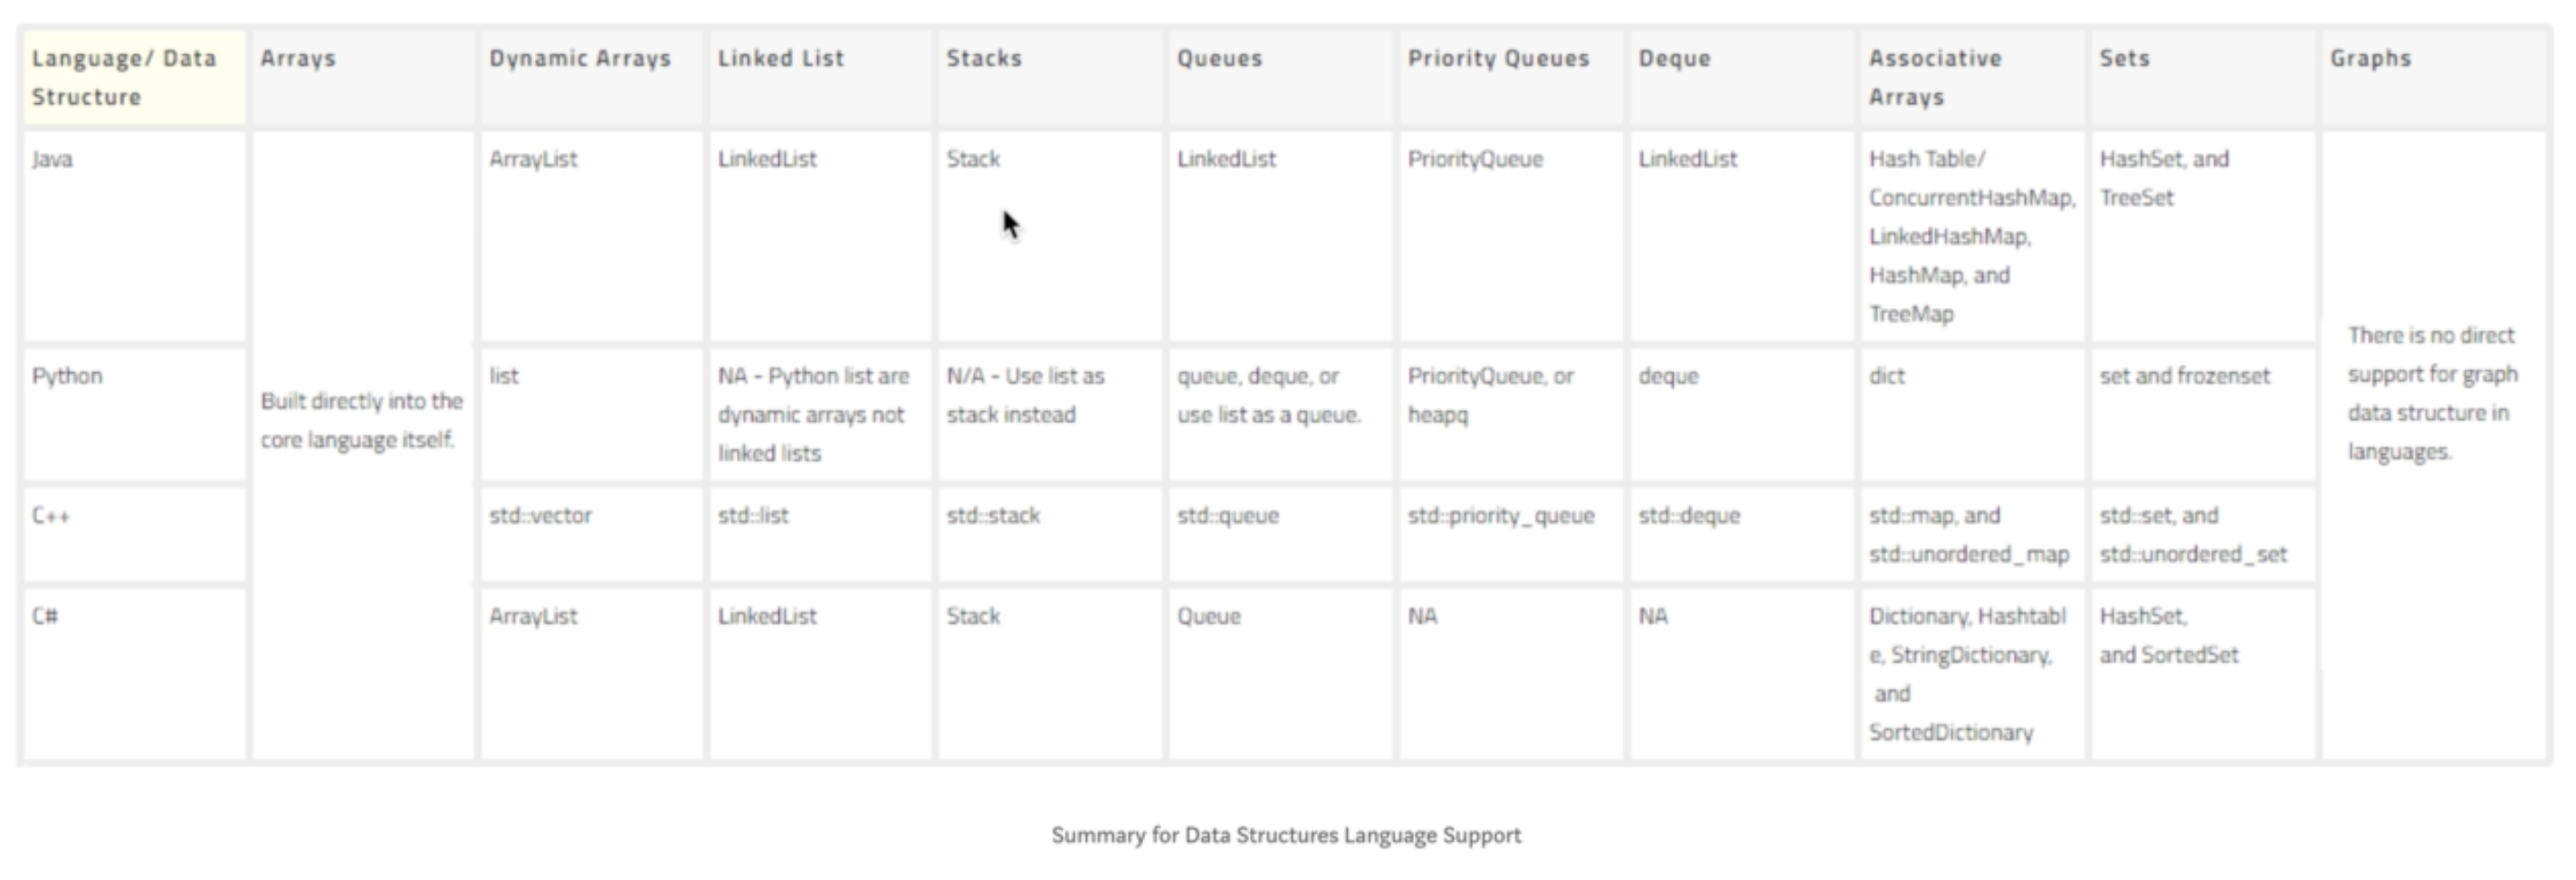 Language/ Data
Structure
Arrays
Dynamic Arrays
Linked List
Stacks
Queues
Priority Queues
Deque
Associative
Arrays
Sets
Graphs
Java
Built directly into the
core language itself.
ArrayList
LinkedList
Stack
LinkedList
PriorityQueue
LinkedList
Hash Table/
ConcurrentHashMap,
LinkedHashMap,
HashMap, and
TreeMap
HashSet, and
TreeSet
There is no direct
support for graph
data structure in
languages.
Python
list
NA - Python list are
dynamic arrays not
linked lists
N/A - Use list as
stack instead
queue, deque, or
use list as a queue.
PriorityQueue, or
heapq
deque
dict
set and frozenset
C++
std::vector
std::list
std::stack
std::queue
std::priority_queue
std::deque
std::map, and
std::unordered_map
std::set, and
std::unordered_set
C#
ArrayList
LinkedList
Stack
Queue
NA
NA
Dictionary, Hashtabl
e, StringDictionary,
and
SortedDictionary
HashSet,
and SortedSet
Summary for Data Structures Language Support